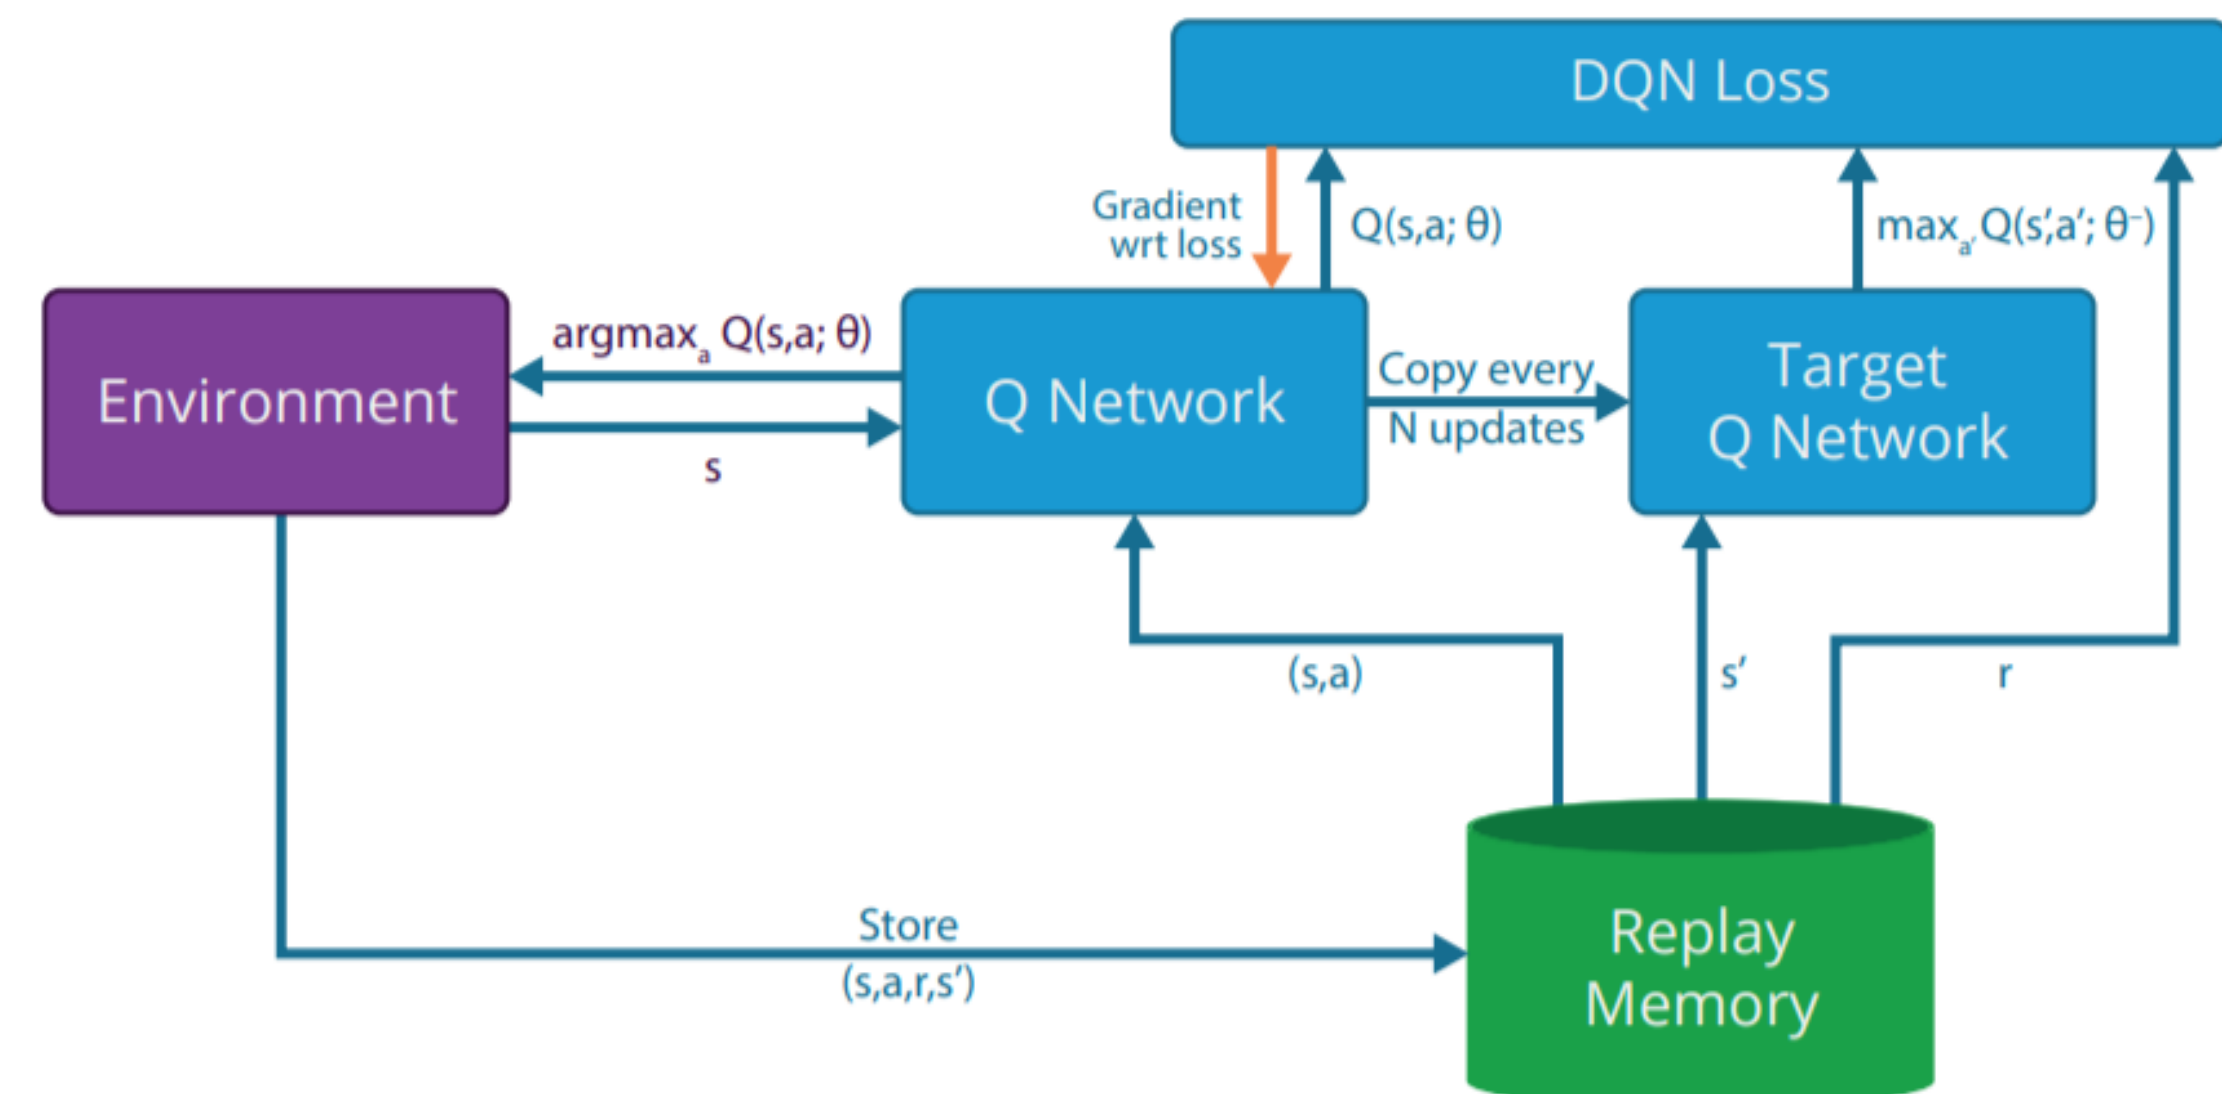 DQN Loss
Gradient
wrt loss
Q(s,a; θ)
maxₐ′ Q(s′,a′; θ⁻)
Environment
argmaxₐ Q(s,a; θ)
s
Q Network
Copy every
N updates
Target
Q Network
(s,a)
s′
r
Store
(s,a,r,s′)
Replay
Memory